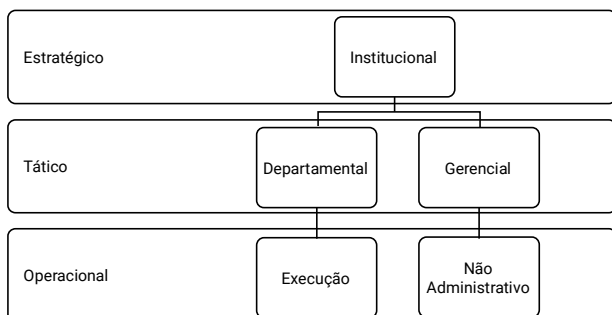 Estratégico
Institucional
Tático
Departamental
Gerencial
Operacional
Execução
Não
Administrativo